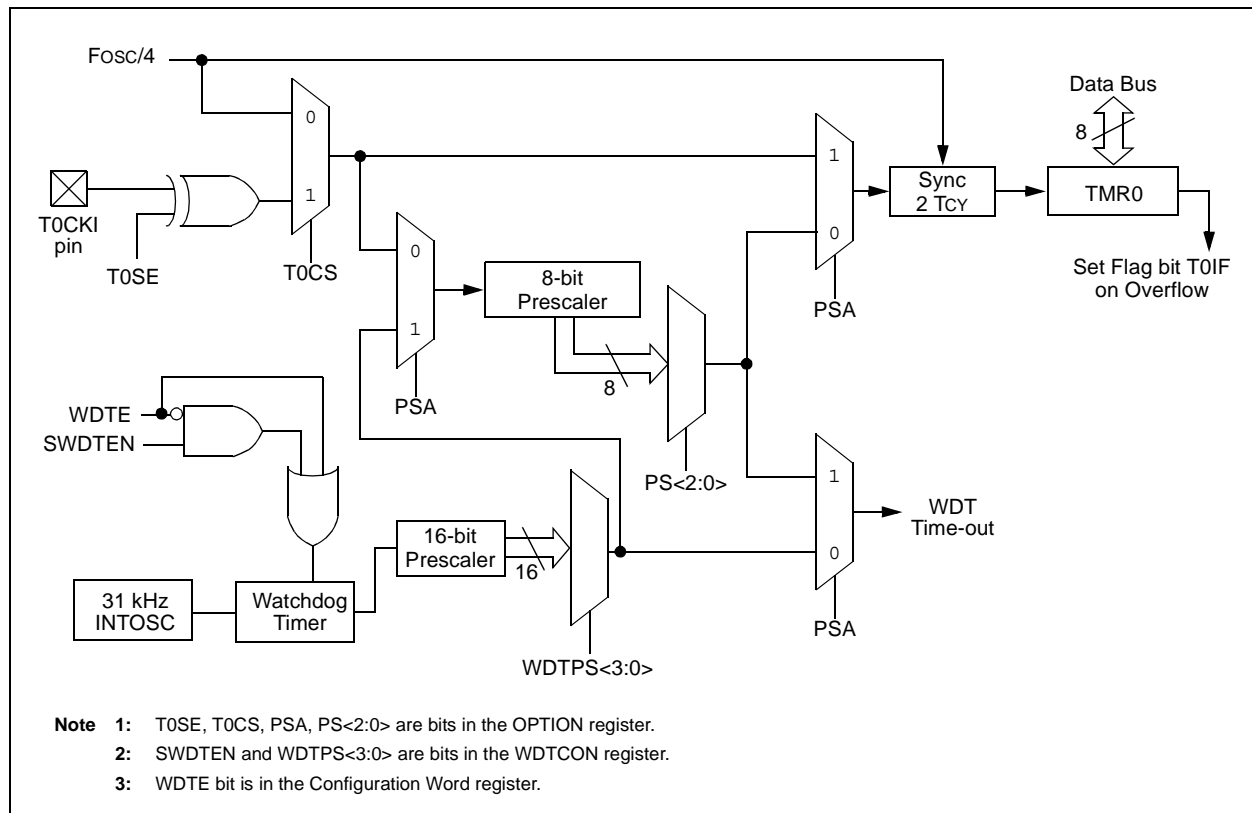 FOSC/4
Data Bus
8
0
1
1
0
T0CKI
pin
T0SE
T0CS
Sync
2 TCY
TMR0
Set Flag bit T0IF
on Overflow
0
1
8-bit
Prescaler
8
PSA
PSA
WDTE
SWDTEN
PS<2:0>
1
0
WDT
Time-out
16-bit
Prescaler
16
31 kHz
INTOSC
Watchdog
Timer
PSA
WDTPS<3:0>
Note 1: T0SE, T0CS, PSA, PS<2:0> are bits in the OPTION register.
2: SWDTEN and WDTPS<3:0> are bits in the WDTCON register.
3: WDTE bit is in the Configuration Word register.